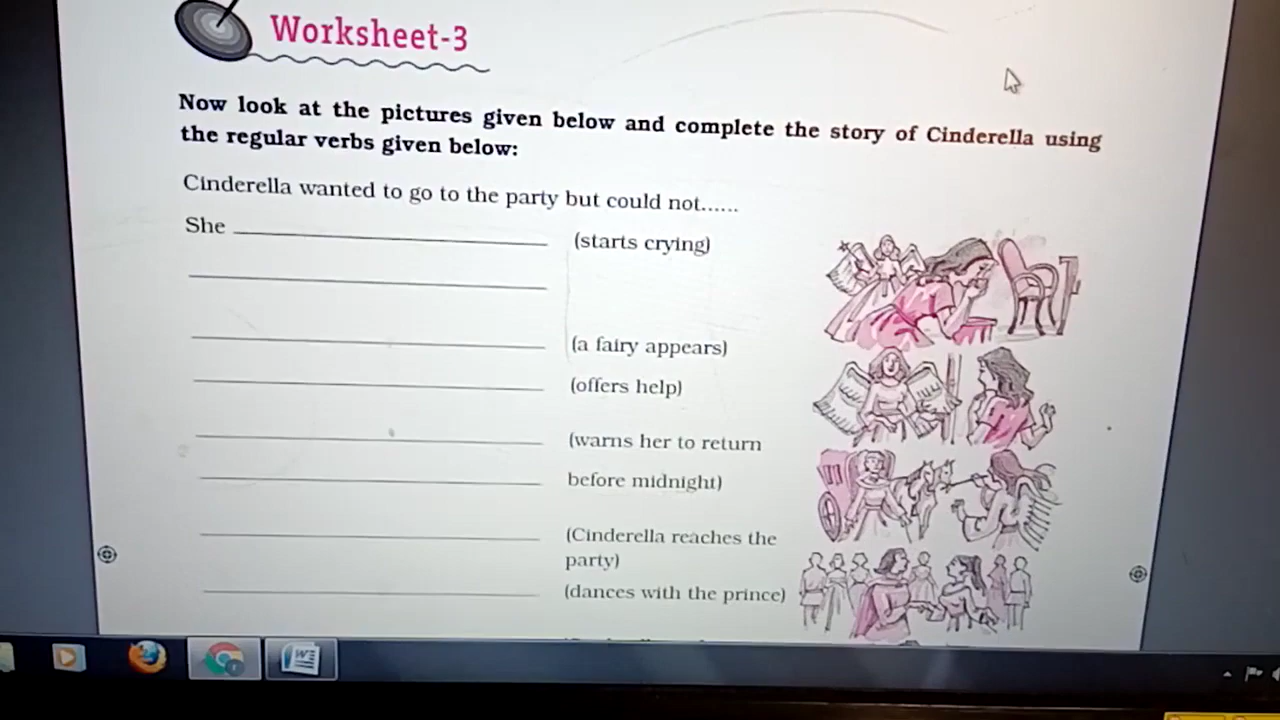 Worksheet-3
Now look at the pictures given below and complete the story of Cinderella using
the regular verbs given below:
Cinderella wanted to go to the party but could not......
She
(starts crying)
(a fairy appears)
(offers help)
(warns her to return
before midnight)
(Cinderella reaches the
party)
(dances with the prince)